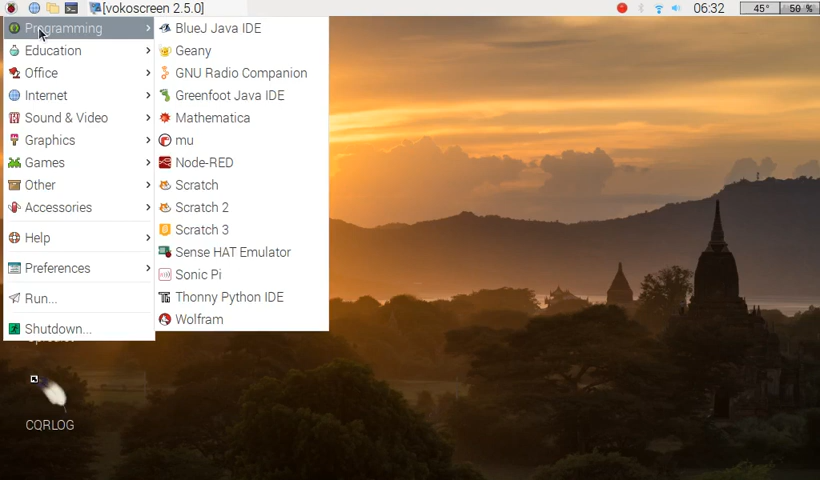 [vokoscreen 2.5.0]
06:32
45°
50 %
Programming
Education
Office
Internet
Sound & Video
Graphics
Games
Other
Accessories
Help
Preferences
Run...
Shutdown...
BlueJ Java IDE
Geany
GNU Radio Companion
Greenfoot Java IDE
Mathematica
mu
Node-RED
Scratch
Scratch 2
Scratch 3
Sense HAT Emulator
Sonic Pi
Thonny Python IDE
Wolfram
CQRLOG